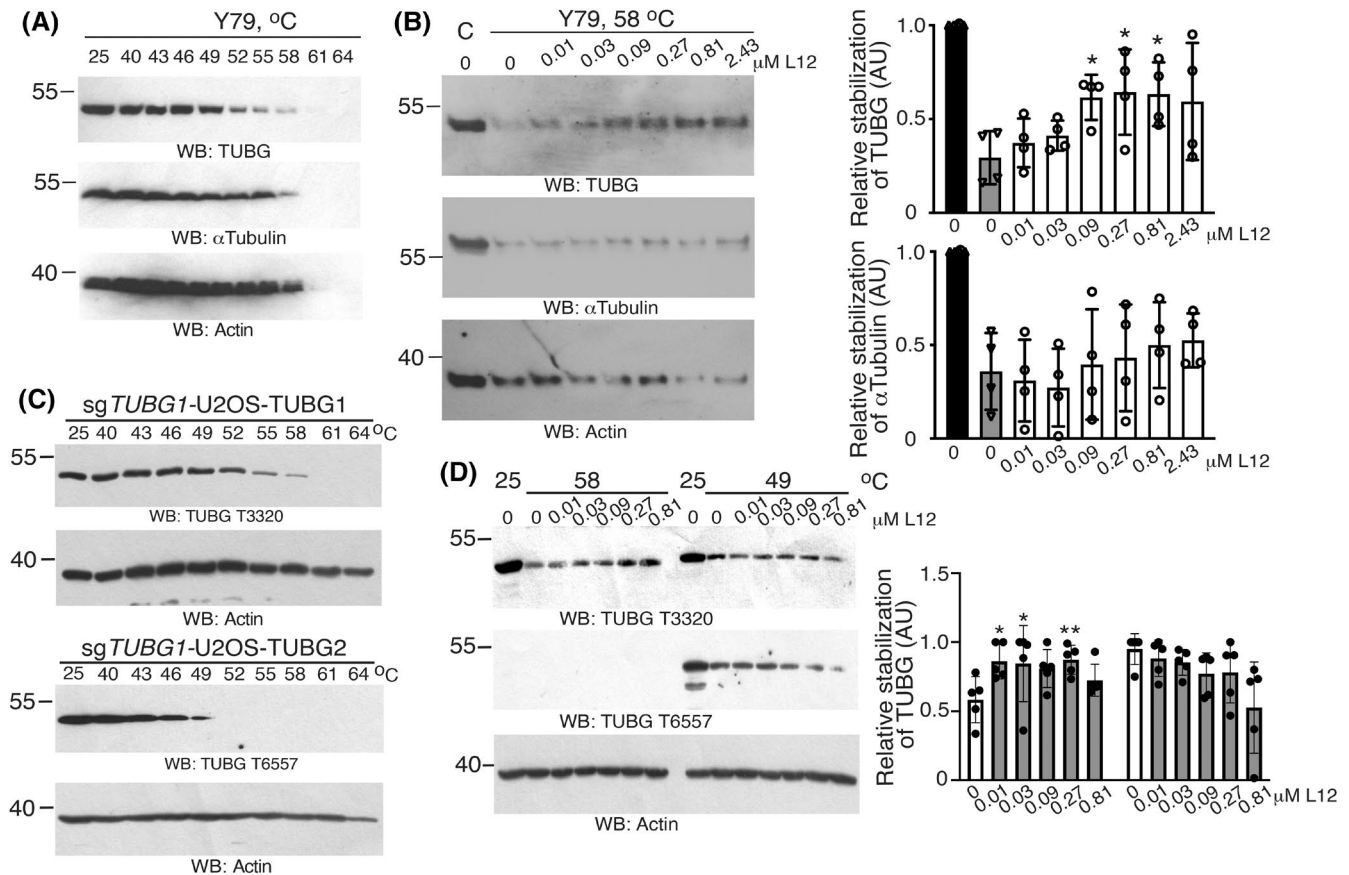 (A)
Y79, ºC
25 40 43 46 49 52 55 58 61 64
55
WB: TUBG
55
WB: αTubulin
40
WB: Actin
(B)
C
Y79, 58 ºC
0 0 0.01 0.03 0.09 0.27 0.81 2.43 μM L12
55
WB: TUBG
55
WB: αTubulin
40
WB: Actin
Relative stabilization
of TUBG (AU)
1.0
0.5
0
* * *
0 0 0.01 0.03 0.09 0.27 0.81 2.43 μM L12
Relative stabilization
of αTubulin (AU)
1.0
0.5
0
0 0 0.01 0.03 0.09 0.27 0.81 2.43 μM L12
(C)
sgTUBG1-U2OS-TUBG1
25 40 43 46 49 52 55 58 61 64 ºC
55
WB: TUBG T3320
40
WB: Actin
sgTUBG1-U2OS-TUBG2
25 40 43 46 49 52 55 58 61 64 ºC
55
WB: TUBG T6557
40
WB: Actin
(D)
25 58 25 49 ºC
0 0 0.01 0.03 0.09 0.27 0.81 0 0 0.01 0.03 0.09 0.27 0.81 μM L12
55
WB: TUBG T3320
55
WB: TUBG T6557
40
WB: Actin
Relative stabilization
of TUBG (AU)
1.5
1.0
0.5
0
* * **
0 0.01 0.03 0.09 0.27 0.81 0 0.01 0.03 0.09 0.27 0.81 μM L12